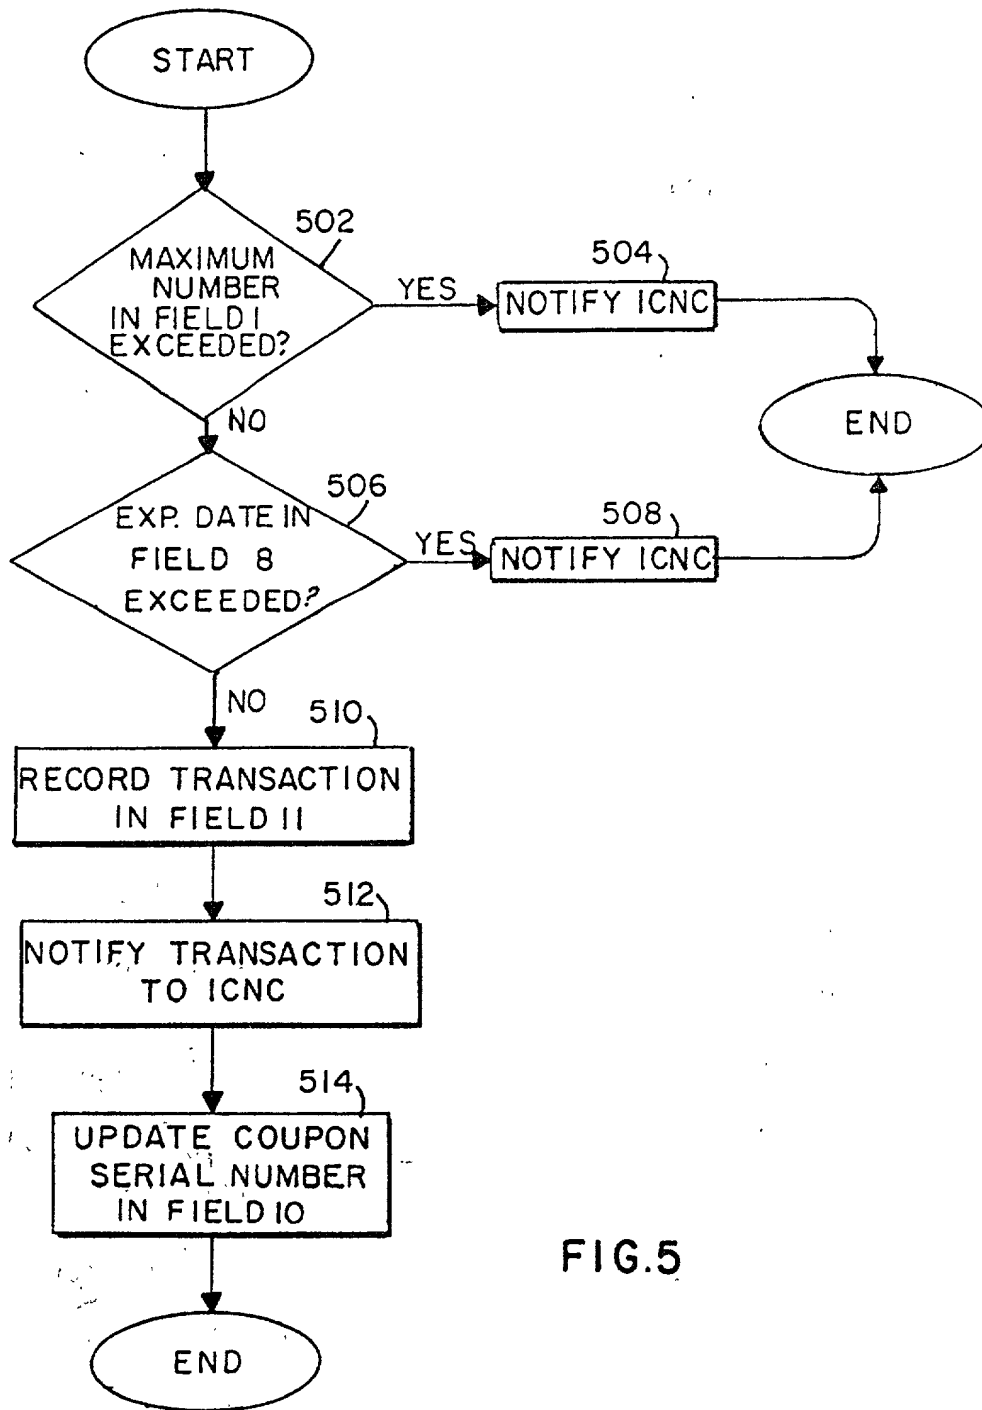 START
502
MAXIMUM
NUMBER
IN FIELD 1
EXCEEDED?
YES
504
NOTIFY ICNC
END
NO
506
EXP. DATE IN
FIELD 8
EXCEEDED?
YES
508
NOTIFY ICNC
NO
510
RECORD TRANSACTION
IN FIELD 11
512
NOTIFY TRANSACTION
TO ICNC
514
UPDATE COUPON
SERIAL NUMBER
IN FIELD 10
FIG.5
END